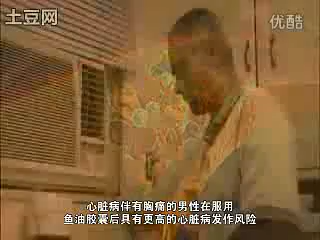 土豆网
优酷
心脏病伴有胸痛的男性在服用
鱼油胶囊后具有更高的心脏病发作风险